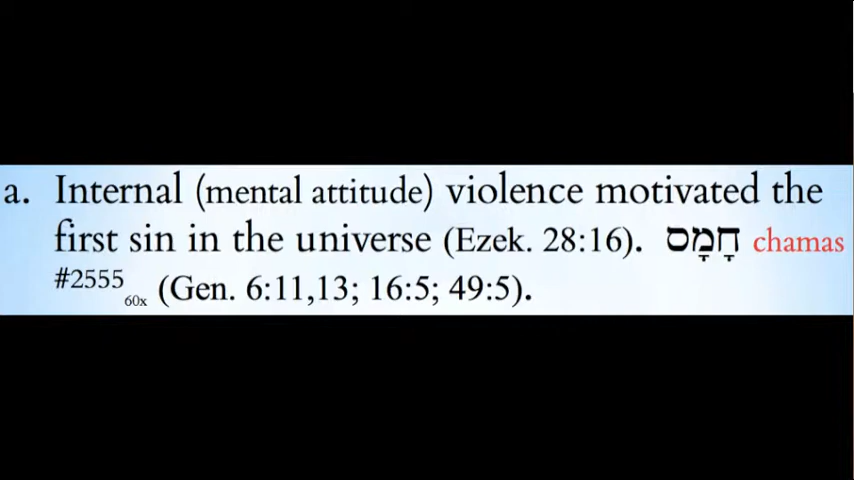 a. Internal (mental attitude) violence motivated the
first sin in the universe (Ezek. 28:16). חָמָס chamas
#2555 60x (Gen. 6:11,13; 16:5; 49:5).